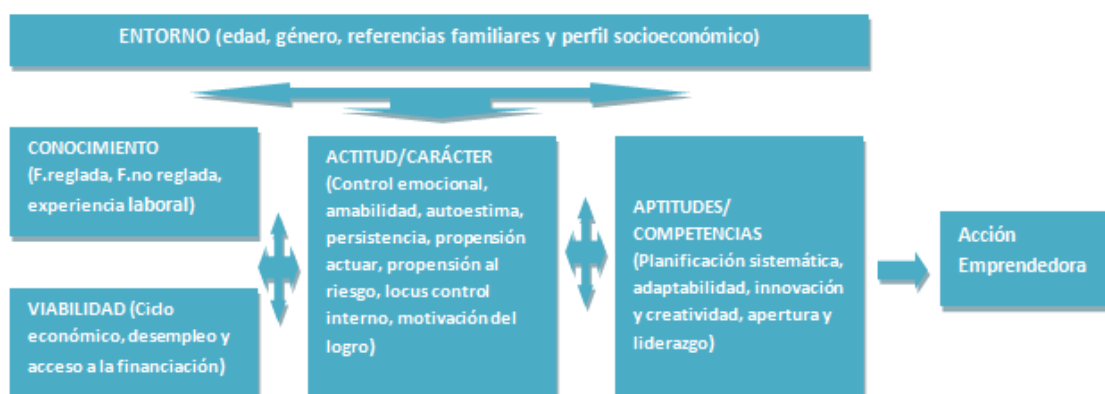 ENTORNO (edad, género, referencias familiares y perfil socioeconómico)
CONOCIMIENTO
(F.reglada, F.no reglada,
experiencia laboral)
VIABILIDAD (Ciclo
económico, desempleo y
acceso a la financiación)
ACTITUD/CARÁCTER
(Control emocional,
amabilidad, autoestima,
persistencia, propensión
actuar, propensión al
riesgo, locus control
interno, motivación del
logro)
APTITUDES/
COMPETENCIAS
(Planificación sistemática,
adaptabilidad, innovación
y creatividad, apertura y
liderazgo)
Acción
Emprendedora